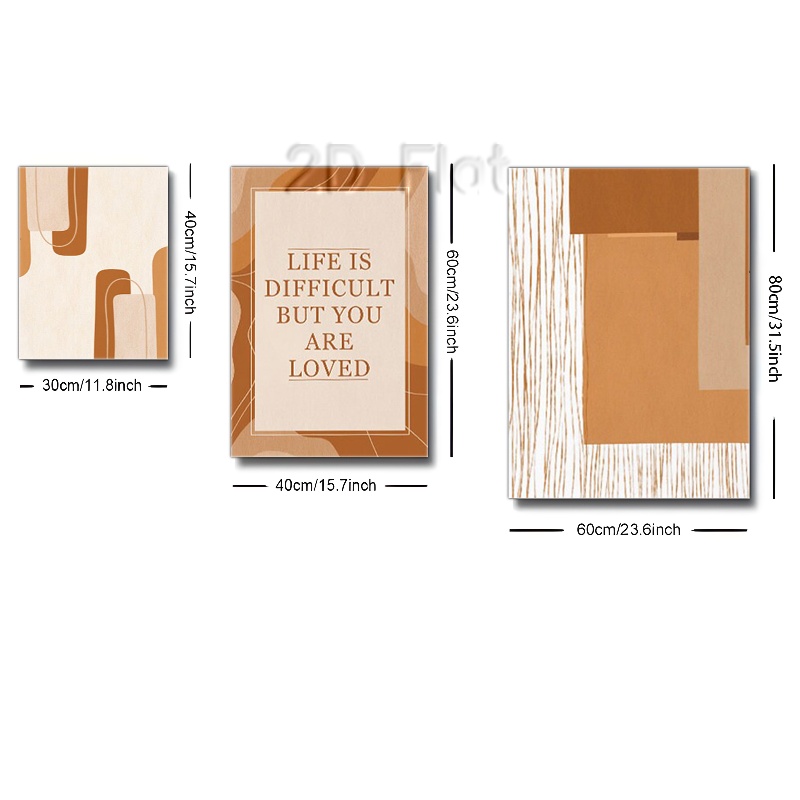 2D Flat
40cm/15.7inch
30cm/11.8inch
LIFE IS
DIFFICULT
BUT YOU
ARE
LOVED
60cm/23.6inch
40cm/15.7inch
80cm/31.5inch
60cm/23.6inch